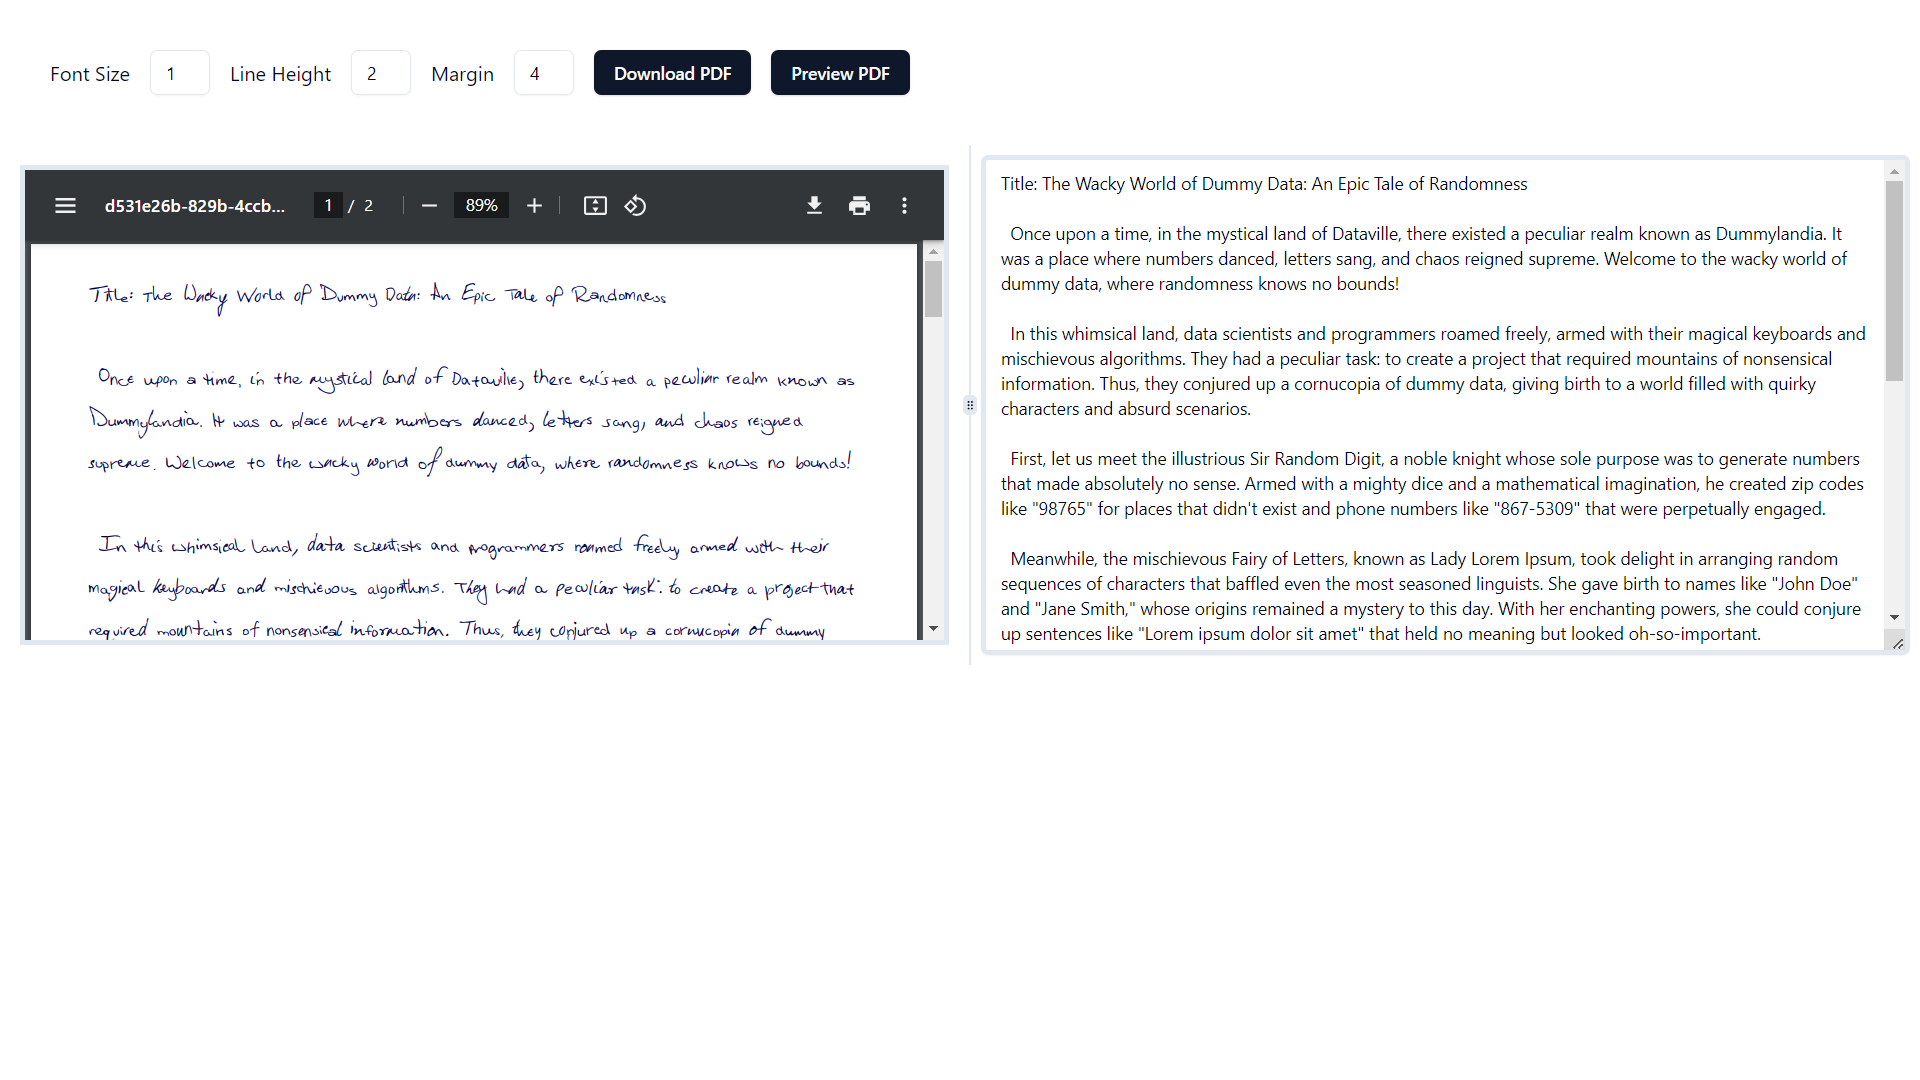 Font Size 1 Line Height 2 Margin 4 Download PDF Preview PDF
d531e26b-829b-4ccb... 1 / 2 89%
Title: The Wacky World of Dummy Data: An Epic Tale of Randomness
Once upon a time, in the mystical land of Dataville, there existed a peculiar realm known as
Dummylandia. It was a place where numbers danced, letters sang, and chaos reigned
supreme. Welcome to the wacky world of dummy data, where randomness knows no bounds!
In this whimsical land, data scientists and programmers roamed freely, armed with their
magical keyboards and mischievous algorithms. They had a peculiar task: to create a project that
required mountains of nonsensical information. Thus, they conjured up a cornucopia of dummy
Title: The Wacky World of Dummy Data: An Epic Tale of Randomness
Once upon a time, in the mystical land of Dataville, there existed a peculiar realm known as Dummylandia. It
was a place where numbers danced, letters sang, and chaos reigned supreme. Welcome to the wacky world of
dummy data, where randomness knows no bounds!
In this whimsical land, data scientists and programmers roamed freely, armed with their magical keyboards and
mischievous algorithms. They had a peculiar task: to create a project that required mountains of nonsensical
information. Thus, they conjured up a cornucopia of dummy data, giving birth to a world filled with quirky
characters and absurd scenarios.
First, let us meet the illustrious Sir Random Digit, a noble knight whose sole purpose was to generate numbers
that made absolutely no sense. Armed with a mighty dice and a mathematical imagination, he created zip codes
like "98765" for places that didn't exist and phone numbers like "867-5309" that were perpetually engaged.
Meanwhile, the mischievous Fairy of Letters, known as Lady Lorem Ipsum, took delight in arranging random
sequences of characters that baffled even the most seasoned linguists. She gave birth to names like "John Doe"
and "Jane Smith," whose origins remained a mystery to this day. With her enchanting powers, she could conjure
up sentences like "Lorem ipsum dolor sit amet" that held no meaning but looked oh-so-important.